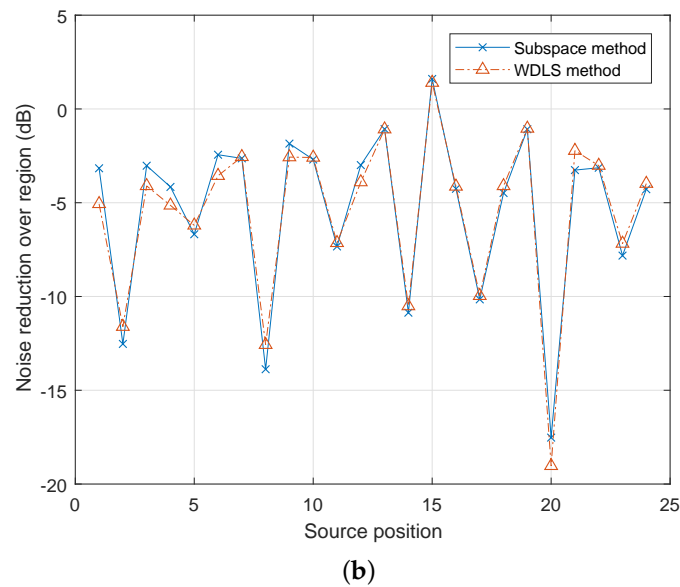 5
0
-5
-10
-15
-20
Noise reduction over region (dB)
Subspace method
WDLS method
0 5 10 15 20 25
Source position
(b)